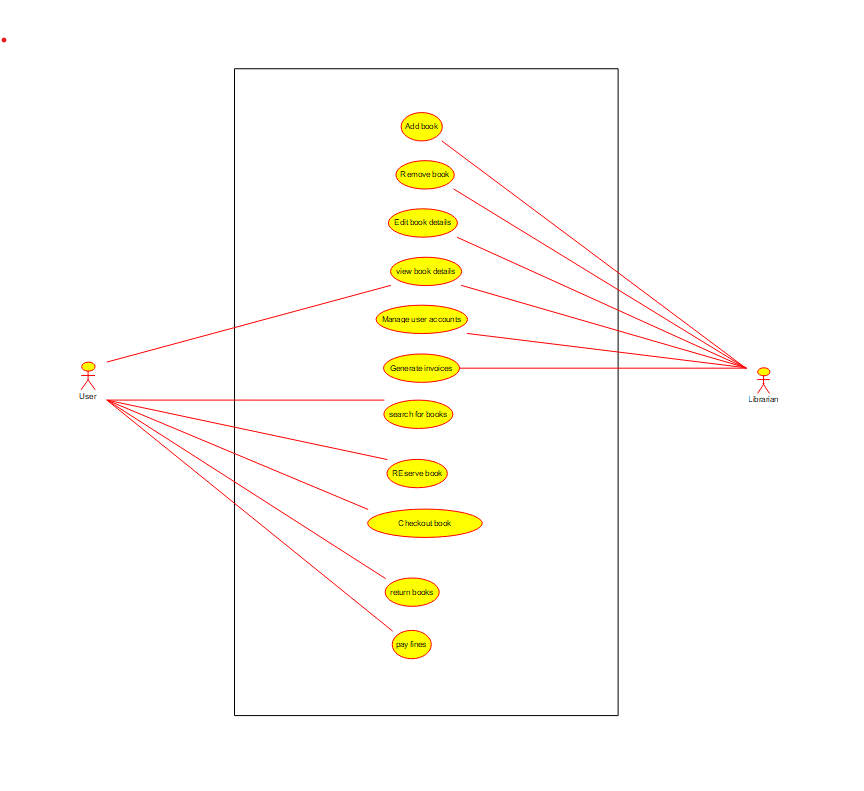 Add book
Remove book
Edit book details
view book details
Manage user accounts
Generate invoices
User
Librarian
search for books
REserve book
Checkout book
return books
pay fines